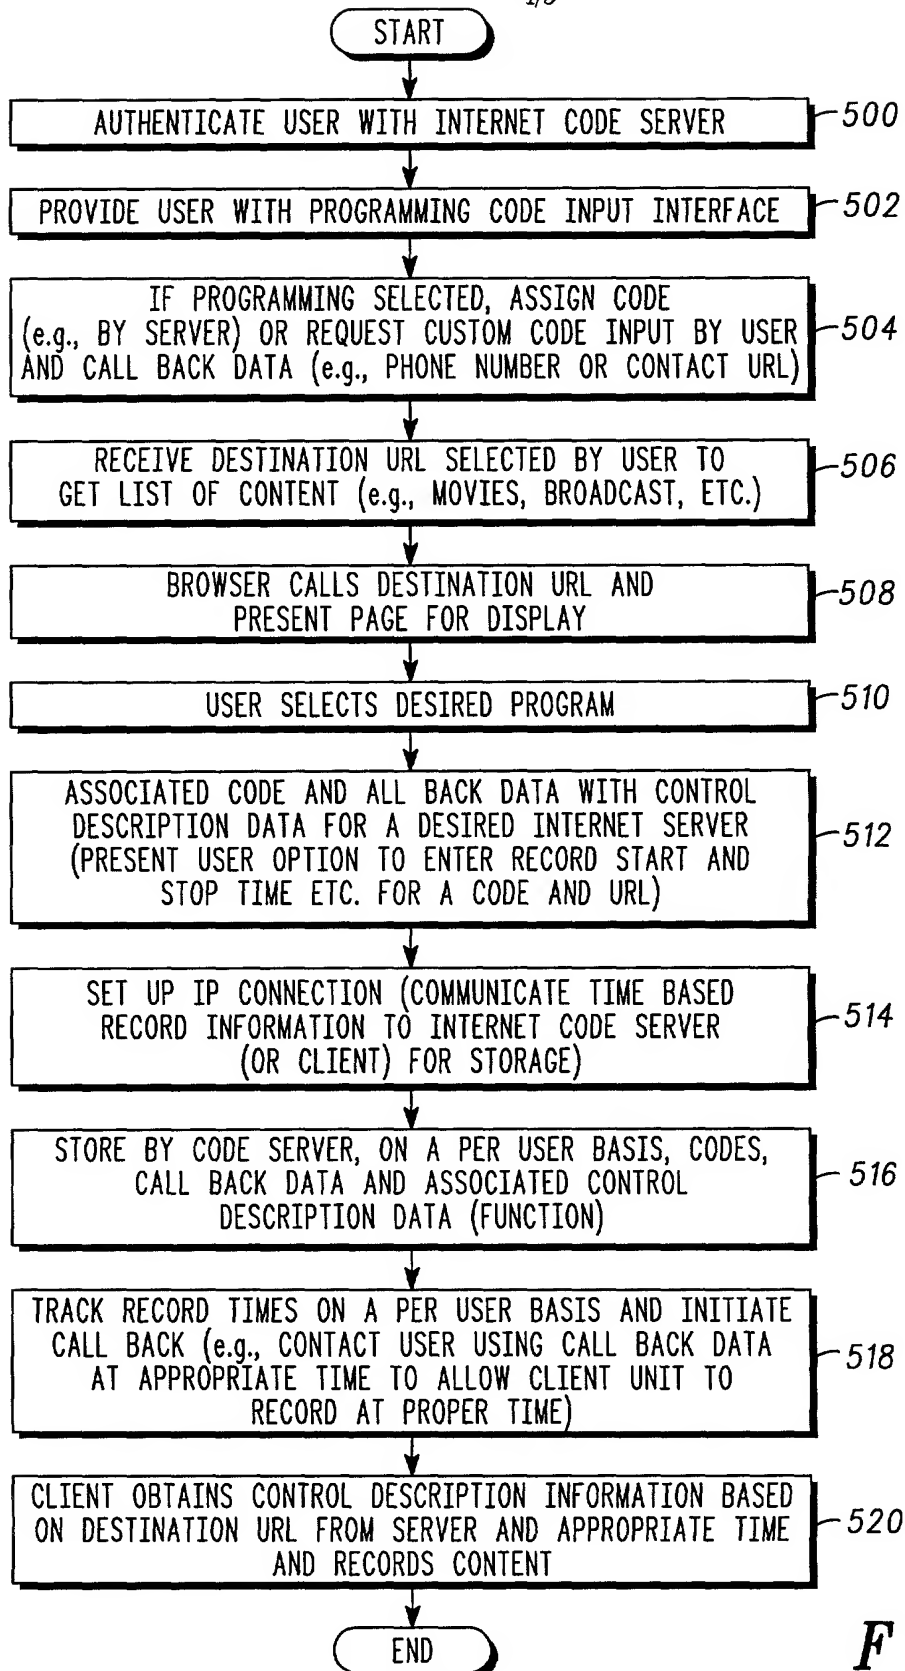 START
AUTHENTICATE USER WITH INTERNET CODE SERVER
500
PROVIDE USER WITH PROGRAMMING CODE INPUT INTERFACE
502
IF PROGRAMMING SELECTED, ASSIGN CODE
(e.g., BY SERVER) OR REQUEST CUSTOM CODE INPUT BY USER
AND CALL BACK DATA (e.g., PHONE NUMBER OR CONTACT URL)
504
RECEIVE DESTINATION URL SELECTED BY USER TO
GET LIST OF CONTENT (e.g., MOVIES, BROADCAST, ETC.)
506
BROWSER CALLS DESTINATION URL AND
PRESENT PAGE FOR DISPLAY
508
USER SELECTS DESIRED PROGRAM
510
ASSOCIATED CODE AND ALL BACK DATA WITH CONTROL
DESCRIPTION DATA FOR A DESIRED INTERNET SERVER
(PRESENT USER OPTION TO ENTER RECORD START AND
STOP TIME ETC. FOR A CODE AND URL)
512
SET UP IP CONNECTION (COMMUNICATE TIME BASED
RECORD INFORMATION TO INTERNET CODE SERVER
(OR CLIENT) FOR STORAGE)
514
STORE BY CODE SERVER, ON A PER USER BASIS, CODES,
CALL BACK DATA AND ASSOCIATED CONTROL
DESCRIPTION DATA (FUNCTION)
516
TRACK RECORD TIMES ON A PER USER BASIS AND INITIATE
CALL BACK (e.g., CONTACT USER USING CALL BACK DATA
AT APPROPRIATE TIME TO ALLOW CLIENT UNIT TO
RECORD AT PROPER TIME)
518
CLIENT OBTAINS CONTROL DESCRIPTION INFORMATION BASED
ON DESTINATION URL FROM SERVER AND APPROPRIATE TIME
AND RECORDS CONTENT
520
END
F